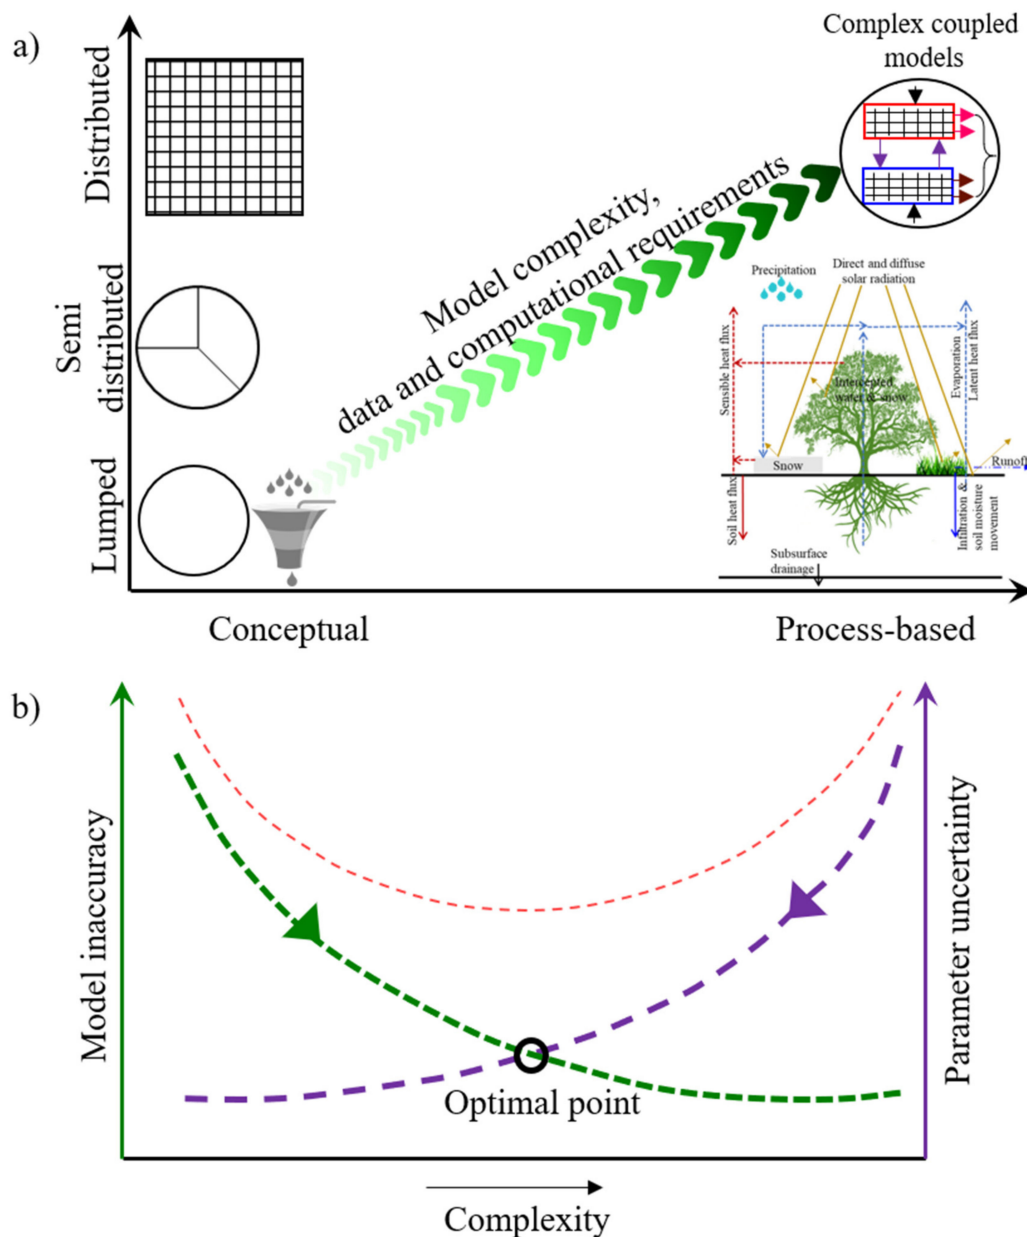 a)
Complex coupled
models
Distributed
Semi
distributed
Lumped
Model complexity,
data and computational requirements
Precipitation
Direct and diffuse
solar radiation
Sensible heat flux
Evaporation
Latent heat flux
Intercepted
water & snow
Snow
Runoff
Soil heat flux
Infiltration &
soil moisture
movement
Subsurface
drainage
Conceptual
Process-based
b)
Model inaccuracy
Parameter uncertainty
Optimal point
Complexity